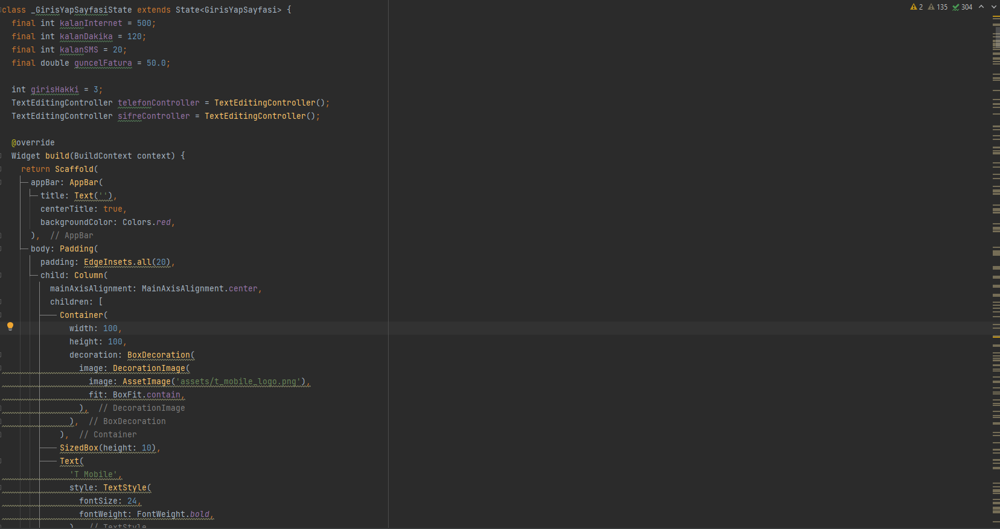 class _GirisYapSayfasiState extends State<GirisYapSayfasi> {
2 135 304
final int kalanInternet = 500;
final int kalanDakika = 120;
final int kalanSMS = 20;
final double guncelFatura = 50.0;
int girisHakki = 3;
TextEditingController telefonController = TextEditingController();
TextEditingController sifreController = TextEditingController();
@override
Widget build(BuildContext context) {
return Scaffold(
appBar: AppBar(
title: Text(''),
centerTitle: true,
backgroundColor: Colors.red,
), // AppBar
body: Padding(
padding: EdgeInsets.all(20),
child: Column(
mainAxisAlignment: MainAxisAlignment.center,
children: [
Container(
width: 100,
height: 100,
decoration: BoxDecoration(
image: DecorationImage(
image: AssetImage('assets/t_mobile_logo.png'),
fit: BoxFit.contain,
), // DecorationImage
), // BoxDecoration
), // Container
SizedBox(height: 10),
Text(
'T Mobile',
style: TextStyle(
fontSize: 24,
fontWeight: FontWeight.bold,
), // TextStyle